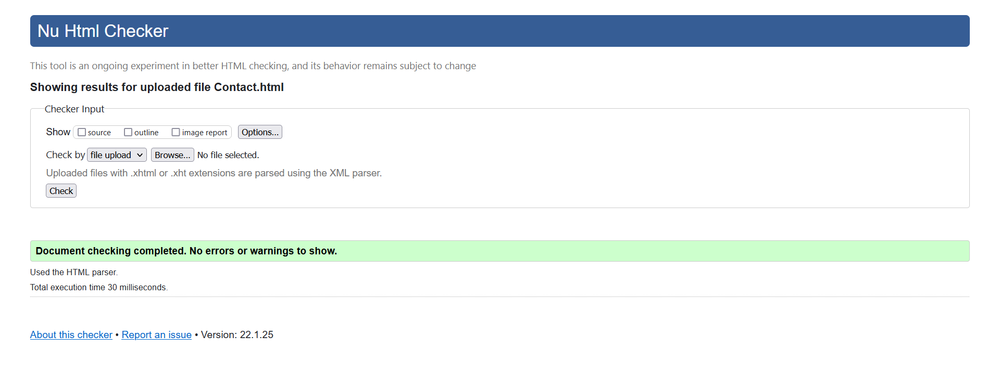 Nu Html Checker
This tool is an ongoing experiment in better HTML checking, and its behavior remains subject to change
Showing results for uploaded file Contact.html
Checker Input
Show source outline image report Options...
Check by file upload Browse... No file selected.
Uploaded files with .xhtml or .xht extensions are parsed using the XML parser.
Check
Document checking completed. No errors or warnings to show.
Used the HTML parser.
Total execution time 30 milliseconds.
About this checker • Report an issue • Version: 22.1.25